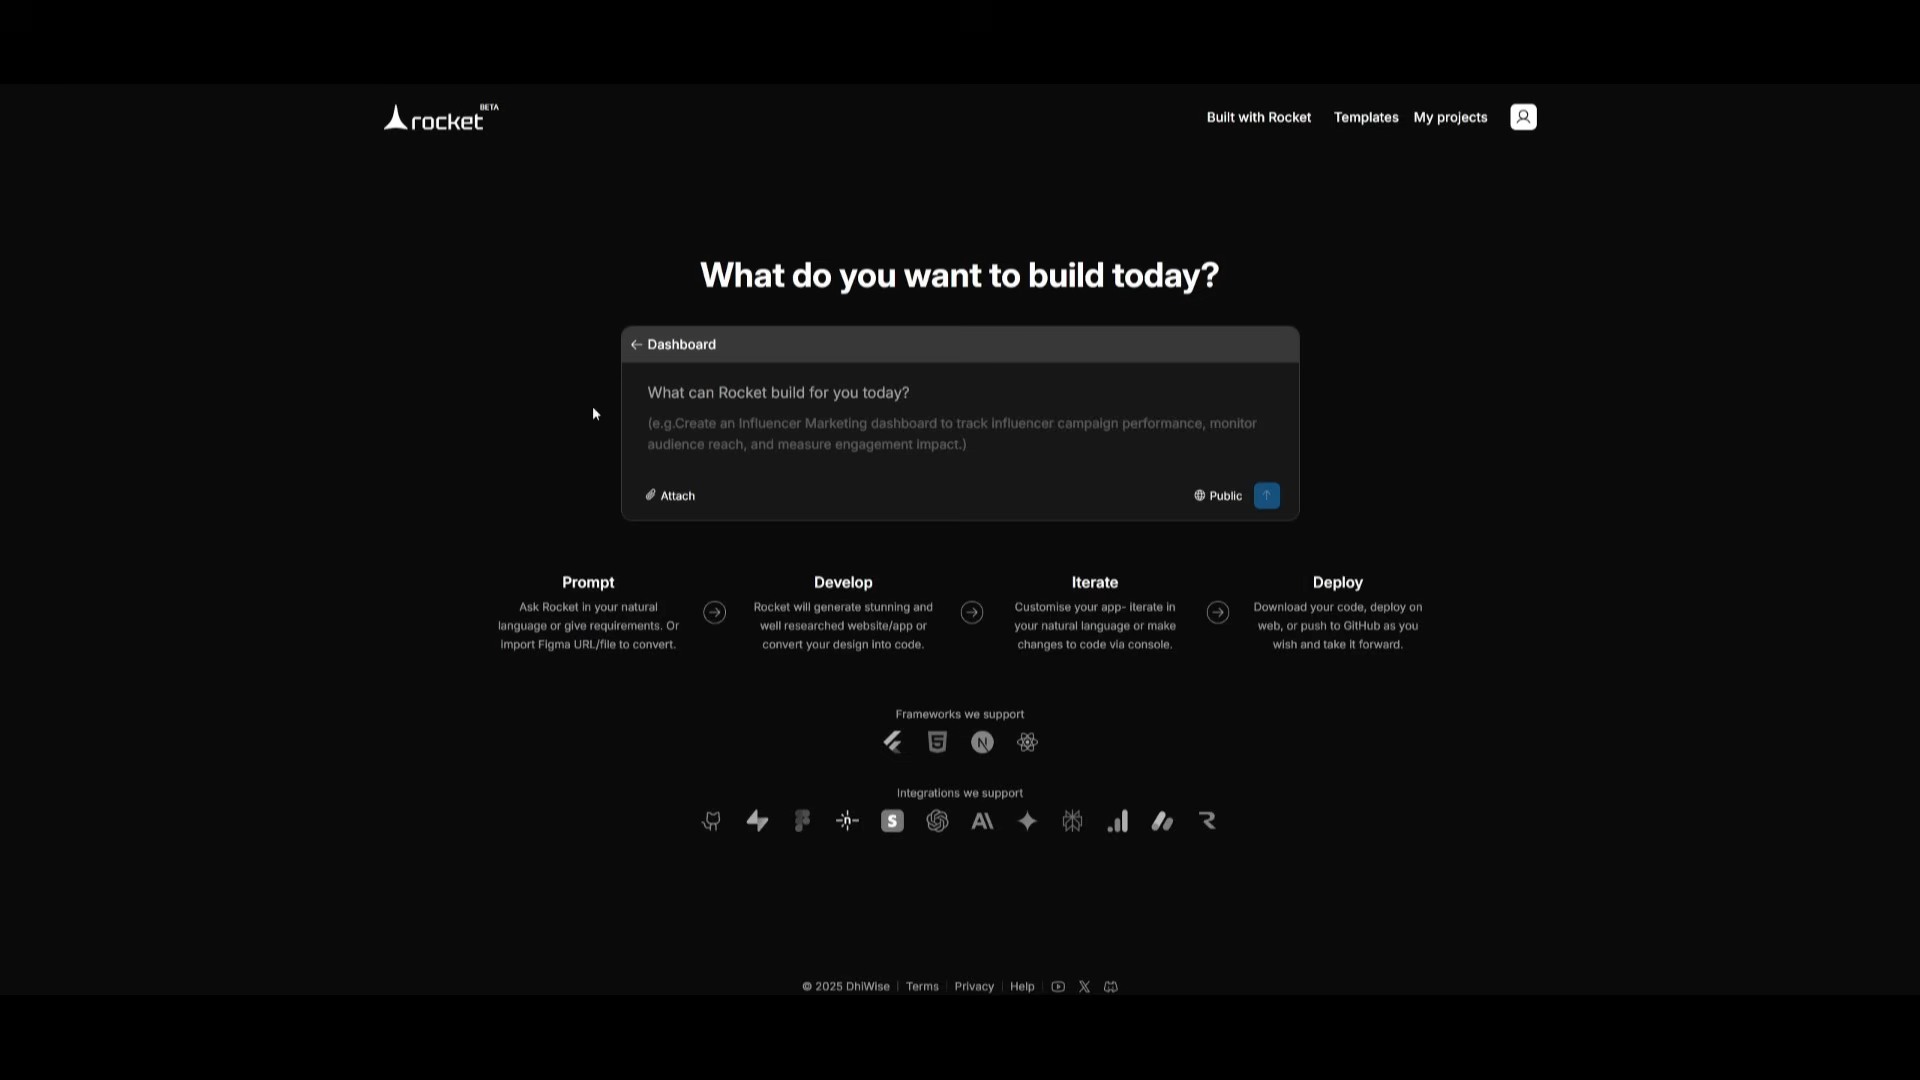 rocket BETA
Built with Rocket
Templates
My projects
What do you want to build today?
← Dashboard
What can Rocket build for you today?
(e.g.Create an Influencer Marketing dashboard to track influencer campaign performance, monitor
audience reach, and measure engagement impact.)
Attach
Public
Prompt
Ask Rocket in your natural
language or give requirements. Or
import Figma URL/file to convert.
Develop
Rocket will generate stunning and
well researched website/app or
convert your design into code.
Iterate
Customise your app- iterate in
your natural language or make
changes to code via console.
Deploy
Download your code, deploy on
web, or push to GitHub as you
wish and take it forward.
Frameworks we support
Integrations we support
© 2025 DhiWise
Terms
Privacy
Help